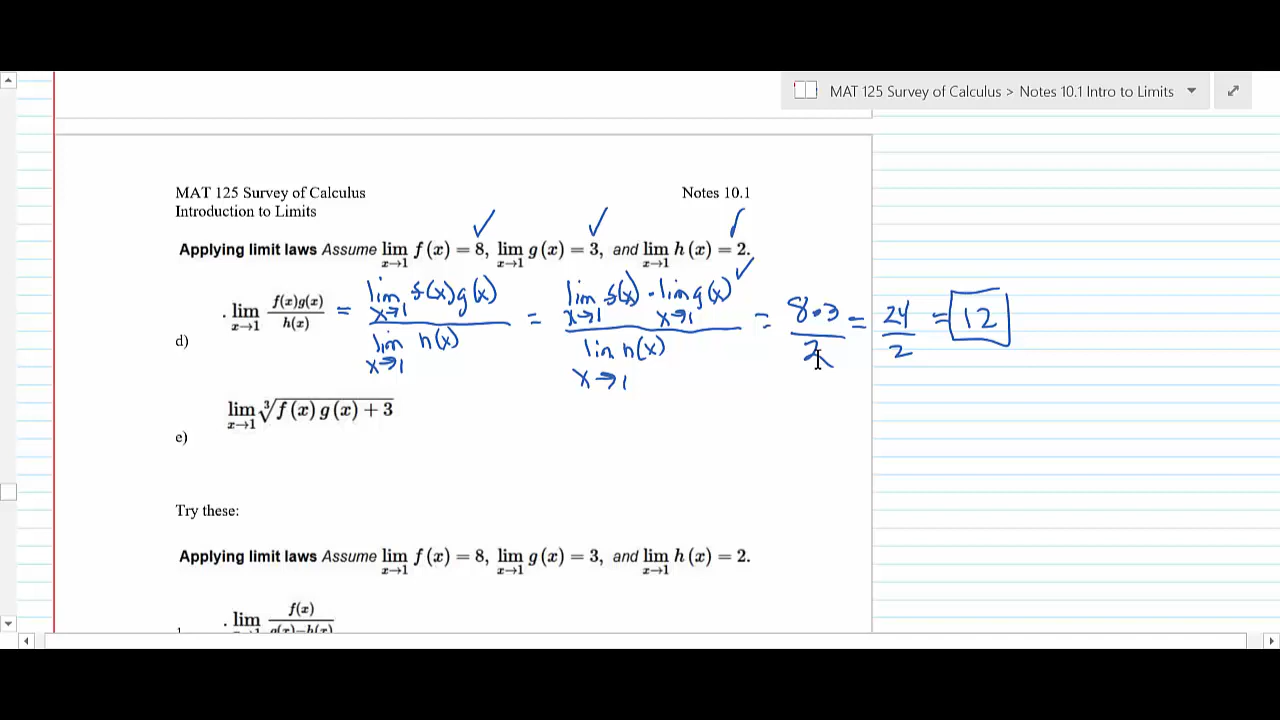 MAT 125 Survey of Calculus > Notes 10.1 Intro to Limits
MAT 125 Survey of Calculus Notes 10.1
Introduction to Limits
Applying limit laws Assume lim x→1 f(x) = 8, lim x→1 g(x) = 3, and lim x→1 h(x) = 2.
d) . lim x→1 f(x)g(x) / h(x) = lim x→1 f(x)g(x) / lim x→1 h(x) = lim x→1 f(x) · lim x→1 g(x) / lim x→1 h(x) = 8·3 / 2 = 24 / 2 = 12
e) lim x→1 ∛(f(x) g(x) + 3)
Try these:
Applying limit laws Assume lim x→1 f(x) = 8, lim x→1 g(x) = 3, and lim x→1 h(x) = 2.
. lim x→1 f(x) / g(x)−h(x)